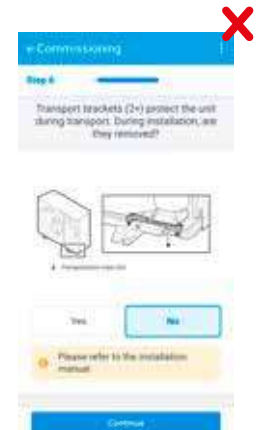 e-Commissioning
Step 6
Transport brackets (2×) protect the unit
during transport. During installation, are
they removed?
Yes
No
Please refer to the installation
manual
Continue